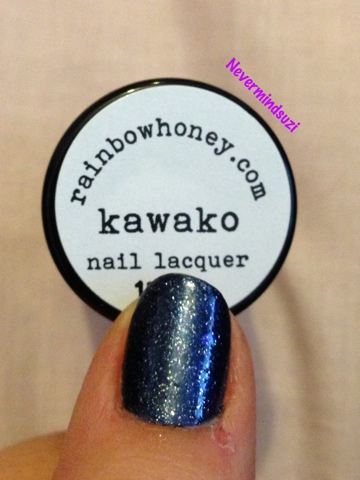 Nevermindsuzi
rainbowhoney.com
kawako
nail lacquer